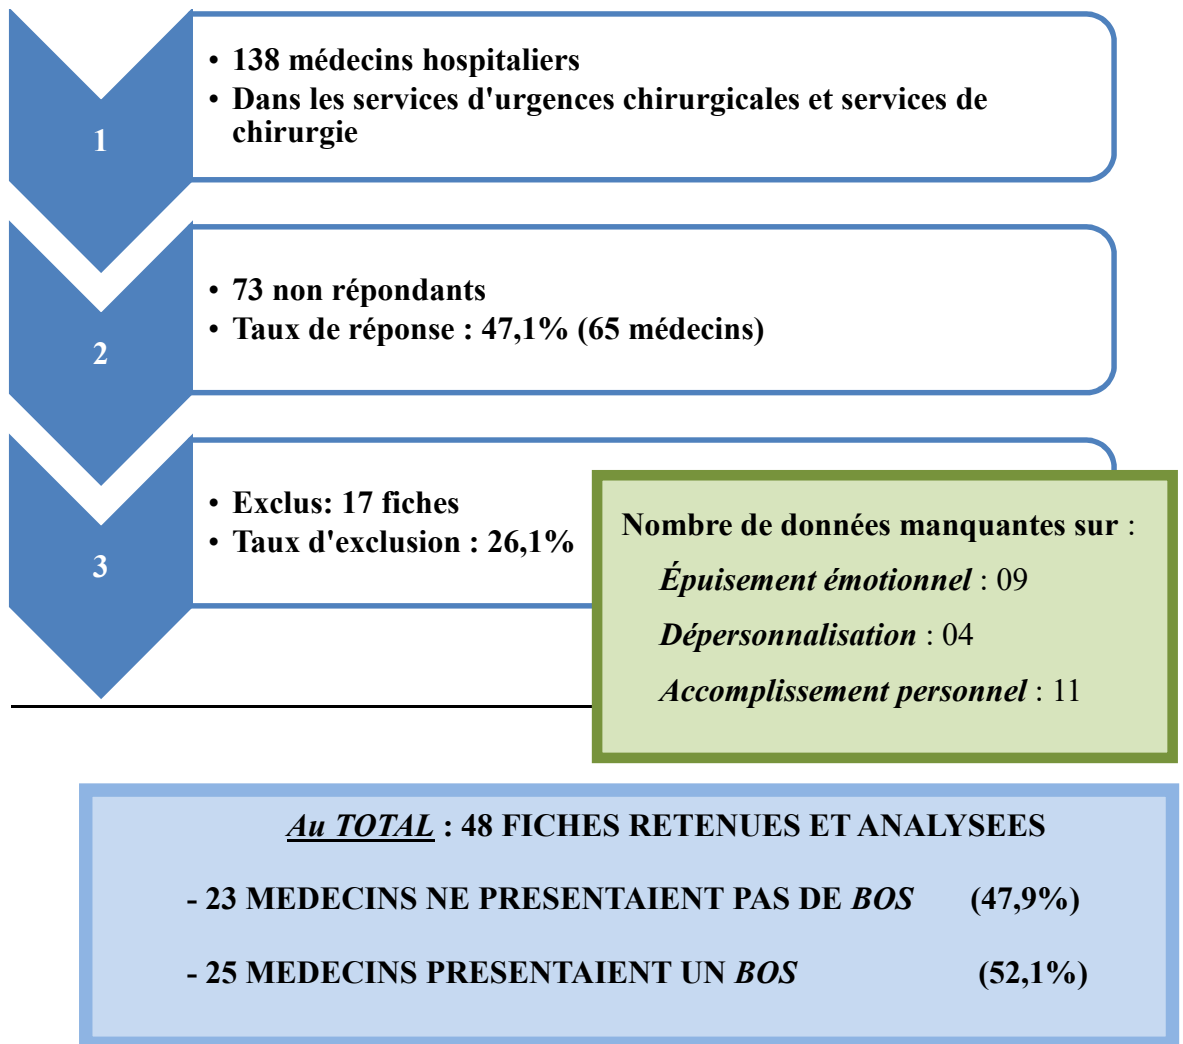 1
• 138 médecins hospitaliers
• Dans les services d'urgences chirurgicales et services de
chirurgie
2
• 73 non répondants
• Taux de réponse : 47,1% (65 médecins)
3
• Exclus: 17 fiches
• Taux d'exclusion : 26,1%
Nombre de données manquantes sur :
Épuisement émotionnel : 09
Dépersonnalisation : 04
Accomplissement personnel : 11
Au TOTAL : 48 FICHES RETENUES ET ANALYSEES
- 23 MEDECINS NE PRESENTAIENT PAS DE BOS (47,9%)
- 25 MEDECINS PRESENTAIENT UN BOS (52,1%)